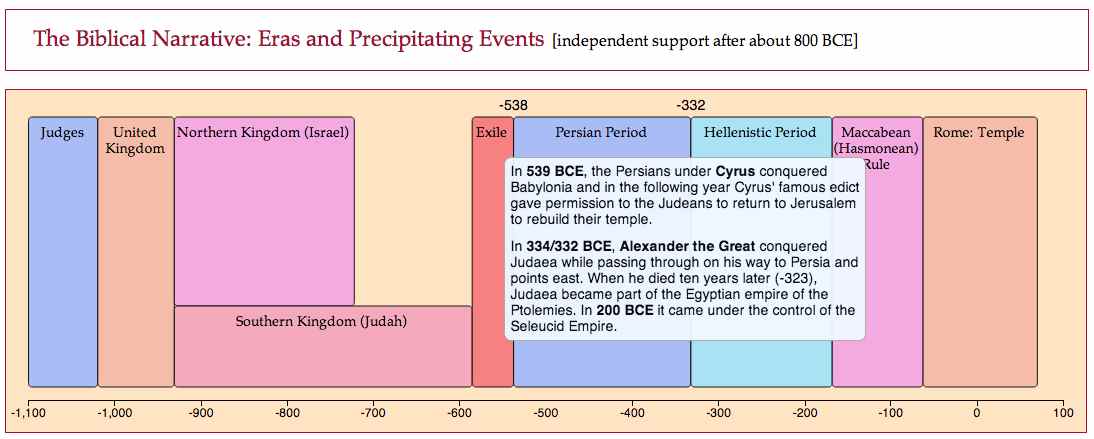 The Biblical Narrative: Eras and Precipitating Events [independent support after about 800 BCE]
-538
-332
Judges
United
Kingdom
Northern Kingdom (Israel)
Exile
Persian Period
Hellenistic Period
Maccabean
(Hasmonean)
Rule
Rome: Temple
In 539 BCE, the Persians under Cyrus conquered
Babylonia and in the following year Cyrus' famous edict
gave permission to the Judeans to return to Jerusalem
to rebuild their temple.
In 334/332 BCE, Alexander the Great conquered
Judaea while passing through on his way to Persia and
points east. When he died ten years later (-323),
Judaea became part of the Egyptian empire of the
Ptolemies. In 200 BCE it came under the control of the
Seleucid Empire.
Southern Kingdom (Judah)
-1,100
-1,000
-900
-800
-700
-600
-500
-400
-300
-200
-100
0
100